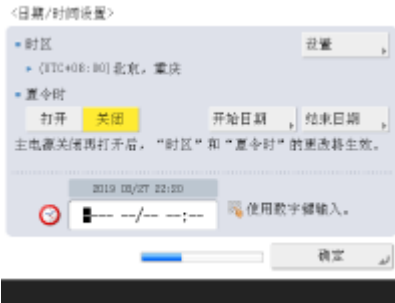 <日期/时间设置>
时区
设置
(UTC+08:00)北京，重庆
夏令时
打开 关闭 开始日期 结束日期
主电源关闭再打开后，“时区”和“夏令时”的更改将生效。
2019 08/27 22:20
--- --/-- --:--
使用数字键输入。
确定